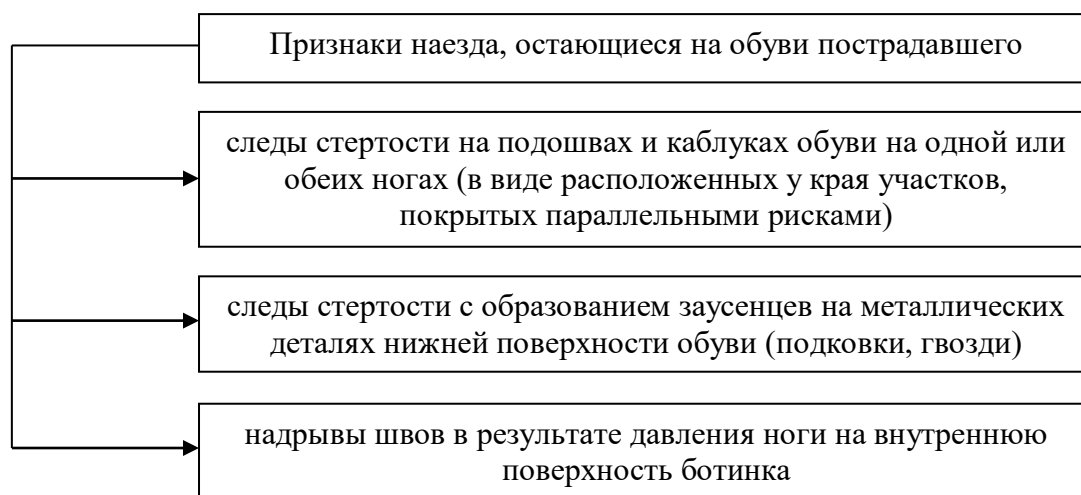 Признаки наезда, остающиеся на обуви пострадавшего
следы стертости на подошвах и каблуках обуви на одной или
обеих ногах (в виде расположенных у края участков,
покрытых параллельными рисками)
следы стертости с образованием заусенцев на металлических
деталях нижней поверхности обуви (подковки, гвозди)
надрывы швов в результате давления ноги на внутреннюю
поверхность ботинка